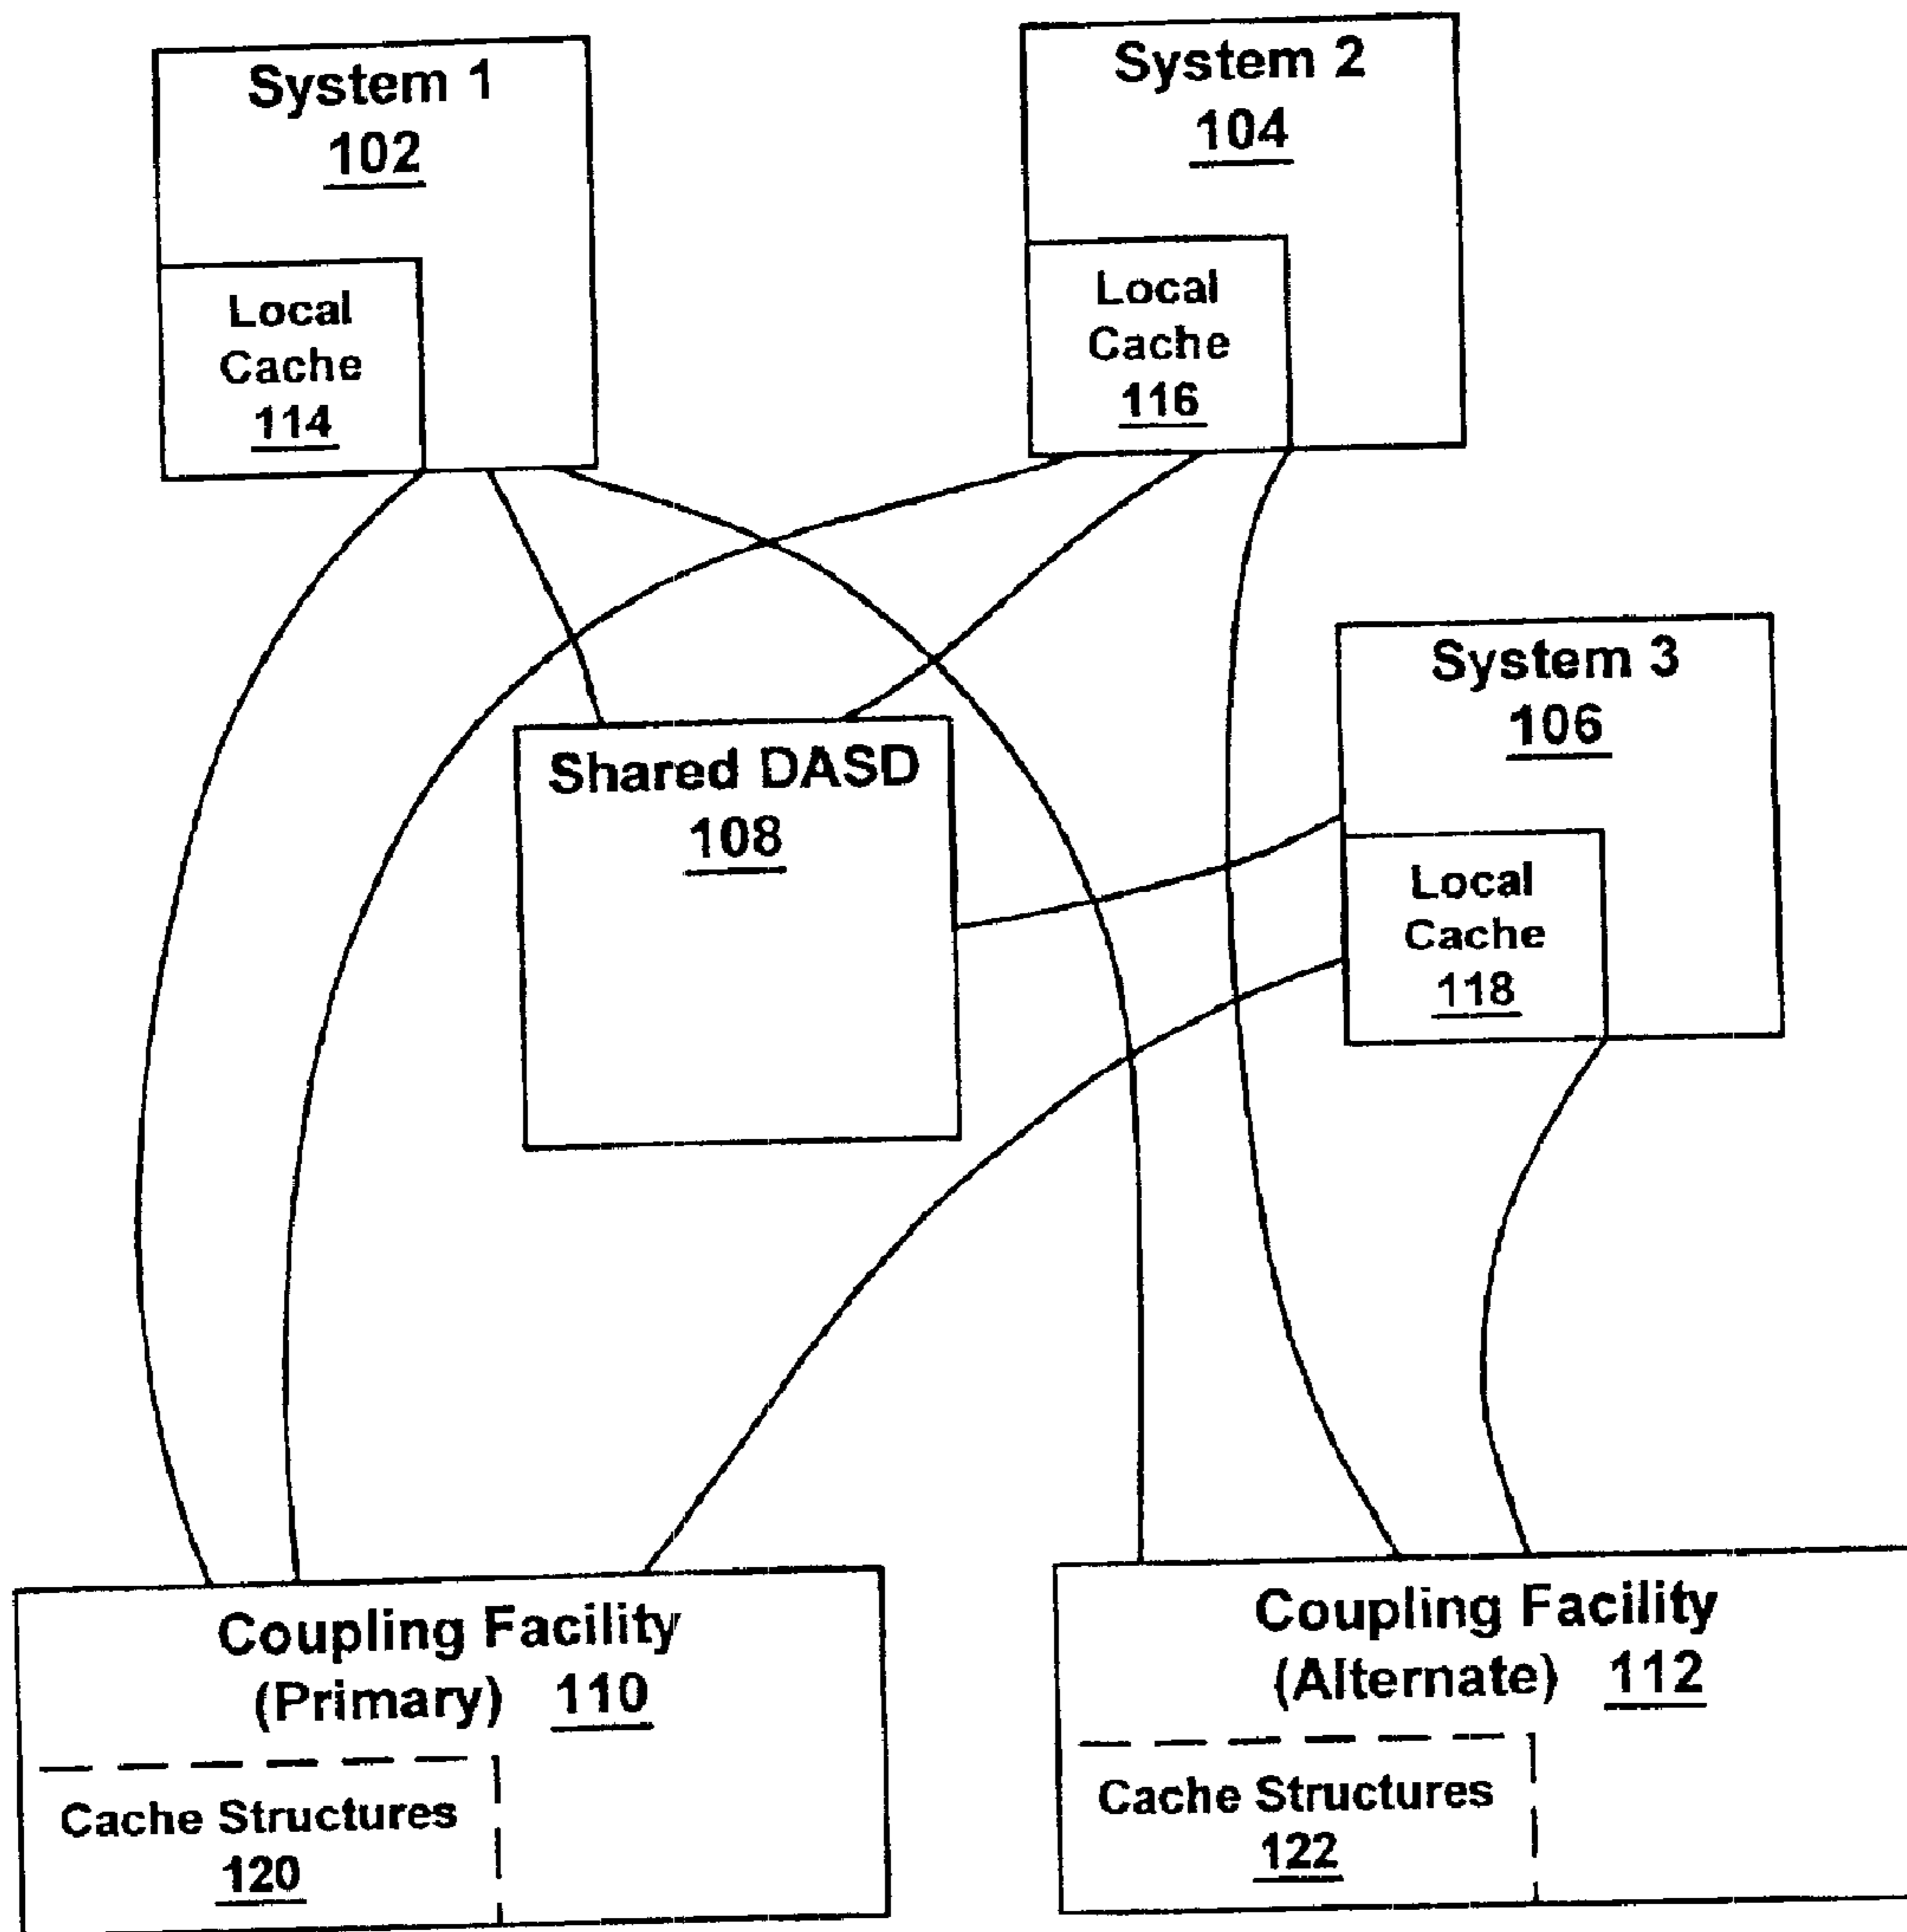 System 1
102
Local
Cache
114
System 2
104
Local
Cache
116
System 3
106
Local
Cache
118
Shared DASD
108
Coupling Facility
(Primary) 110
Cache Structures
120
Coupling Facility
(Alternate) 112
Cache Structures
122